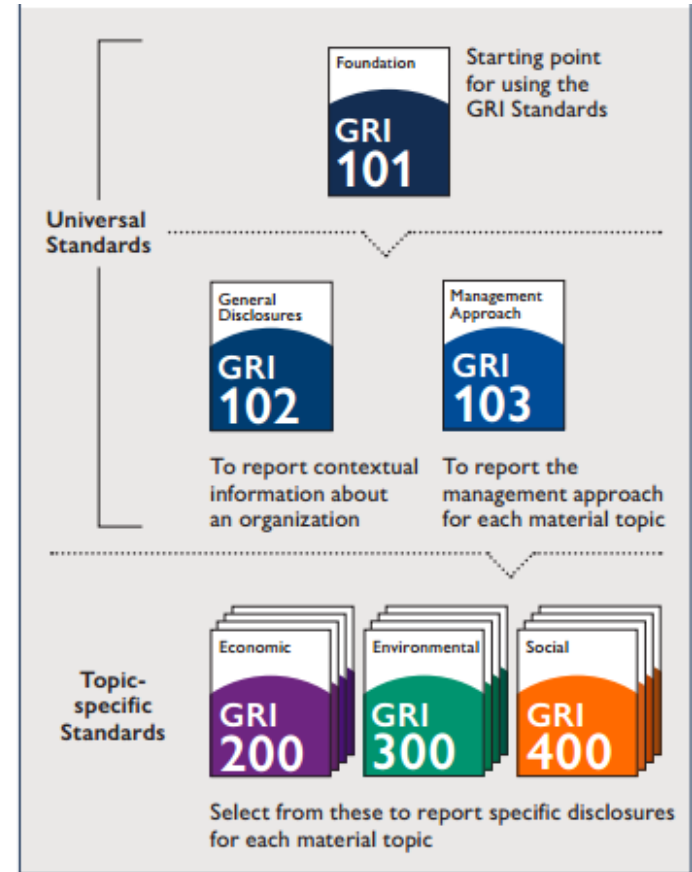 Foundation
GRI
101
Starting point
for using the
GRI Standards
Universal
Standards
General
Disclosures
GRI
102
Management
Approach
GRI
103
To report contextual
information about
an organization
To report the
management approach
for each material topic
Topic-
specific
Standards
Economic
GRI
200
Environmental
GRI
300
Social
GRI
400
Select from these to report specific disclosures
for each material topic